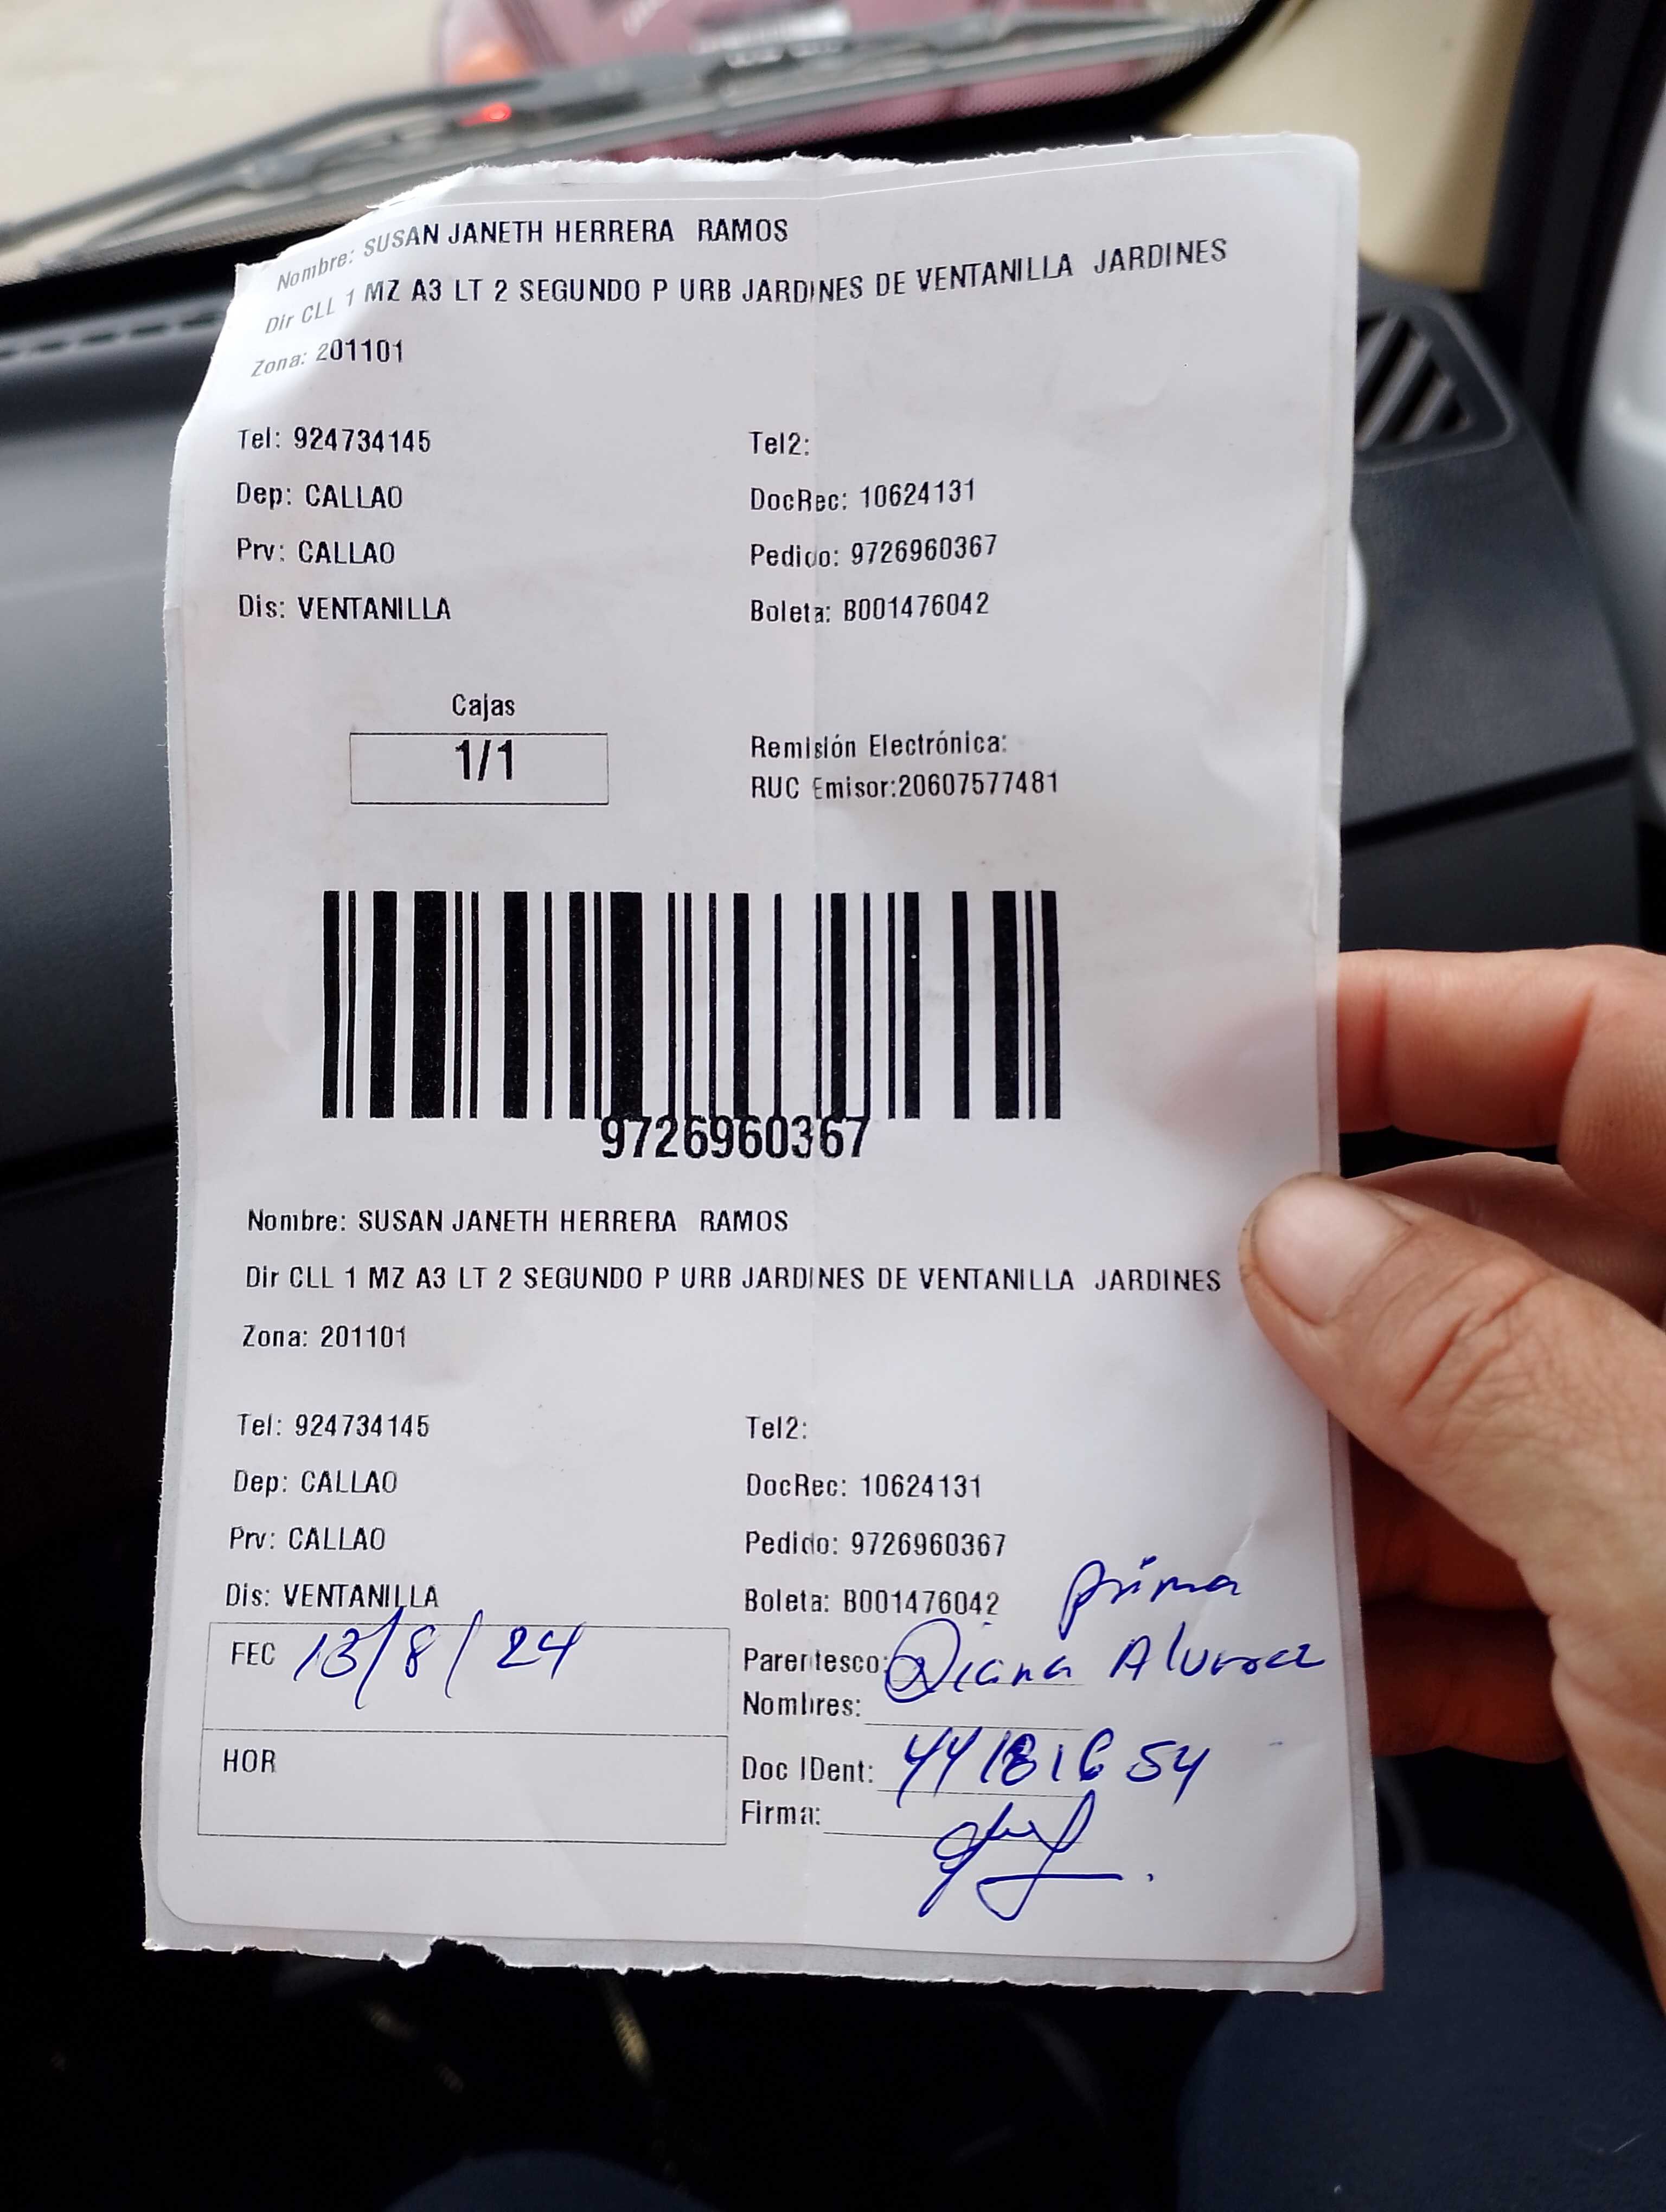 Nombre: SUSAN JANETH HERRERA RAMOS
Dir CLL 1 MZ A3 LT 2 SEGUNDO P URB JARDINES DE VENTANILLA JARDINES
Zona: 201101
Tel: 924734145 Tel2:
Dep: CALLAO DocRec: 10624131
Prv: CALLAO Pedido: 9726960367
Dis: VENTANILLA Boleta: B001476042
Cajas
1/1
Remisión Electrónica:
RUC Emisor:20607577481
9726960367
Nombre: SUSAN JANETH HERRERA RAMOS
Dir CLL 1 MZ A3 LT 2 SEGUNDO P URB JARDINES DE VENTANILLA JARDINES
Zona: 201101
Tel: 924734145 Tel2:
Dep: CALLAO DocRec: 10624131
Prv: CALLAO Pedido: 9726960367
Dis: VENTANILLA Boleta: B001476042
prima
FEC 13/8/24 Parentesco: Diana
Nombres:
HOR Doc IDent: 44181654
Firma: